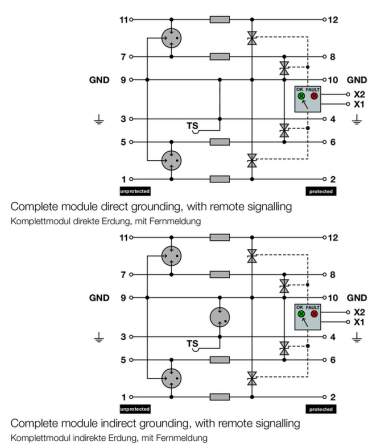 11 12
7 8
GND 9 10 GND
OK FAULT
X2
X1
3 4
TS
5 6
1 2
unprotected protected
Complete module direct grounding, with remote signalling
Komplettmodul direkte Erdung, mit Fernmeldung
11 12
7 8
GND 9 10 GND
OK FAULT
X2
X1
3 4
TS
5 6
1 2
unprotected protected
Complete module indirect grounding, with remote signalling
Komplettmodul indirekte Erdung, mit Fernmeldung